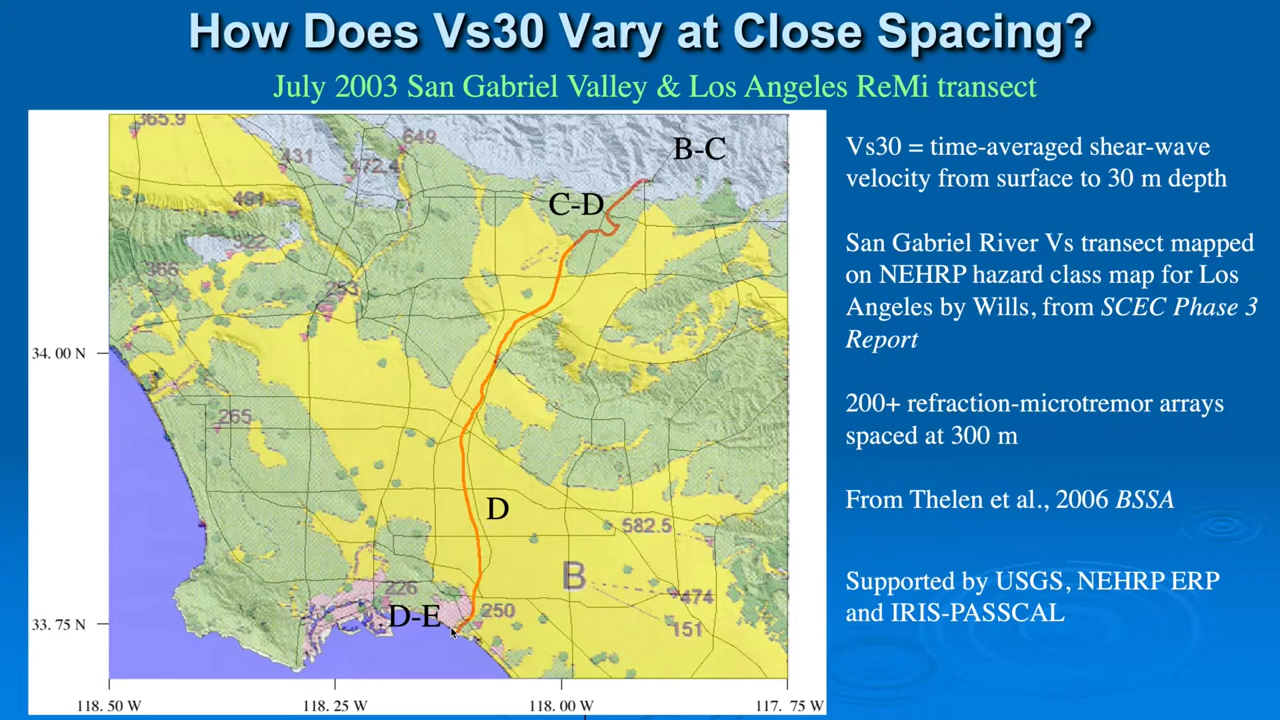 How Does Vs30 Vary at Close Spacing?
July 2003 San Gabriel Valley & Los Angeles ReMi transect
365.9
649
B-C
431
472.4
C-D
491
322
366
253
34. 00 N
265
D
582.5
B
226
474
D-E
250
33. 75 N
151
118. 50 W
118. 25 W
118. 00 W
117. 75 W
Vs30 = time-averaged shear-wave
velocity from surface to 30 m depth
San Gabriel River Vs transect mapped
on NEHRP hazard class map for Los
Angeles by Wills, from SCEC Phase 3
Report
200+ refraction-microtremor arrays
spaced at 300 m
From Thelen et al., 2006 BSSA
Supported by USGS, NEHRP ERP
and IRIS-PASSCAL